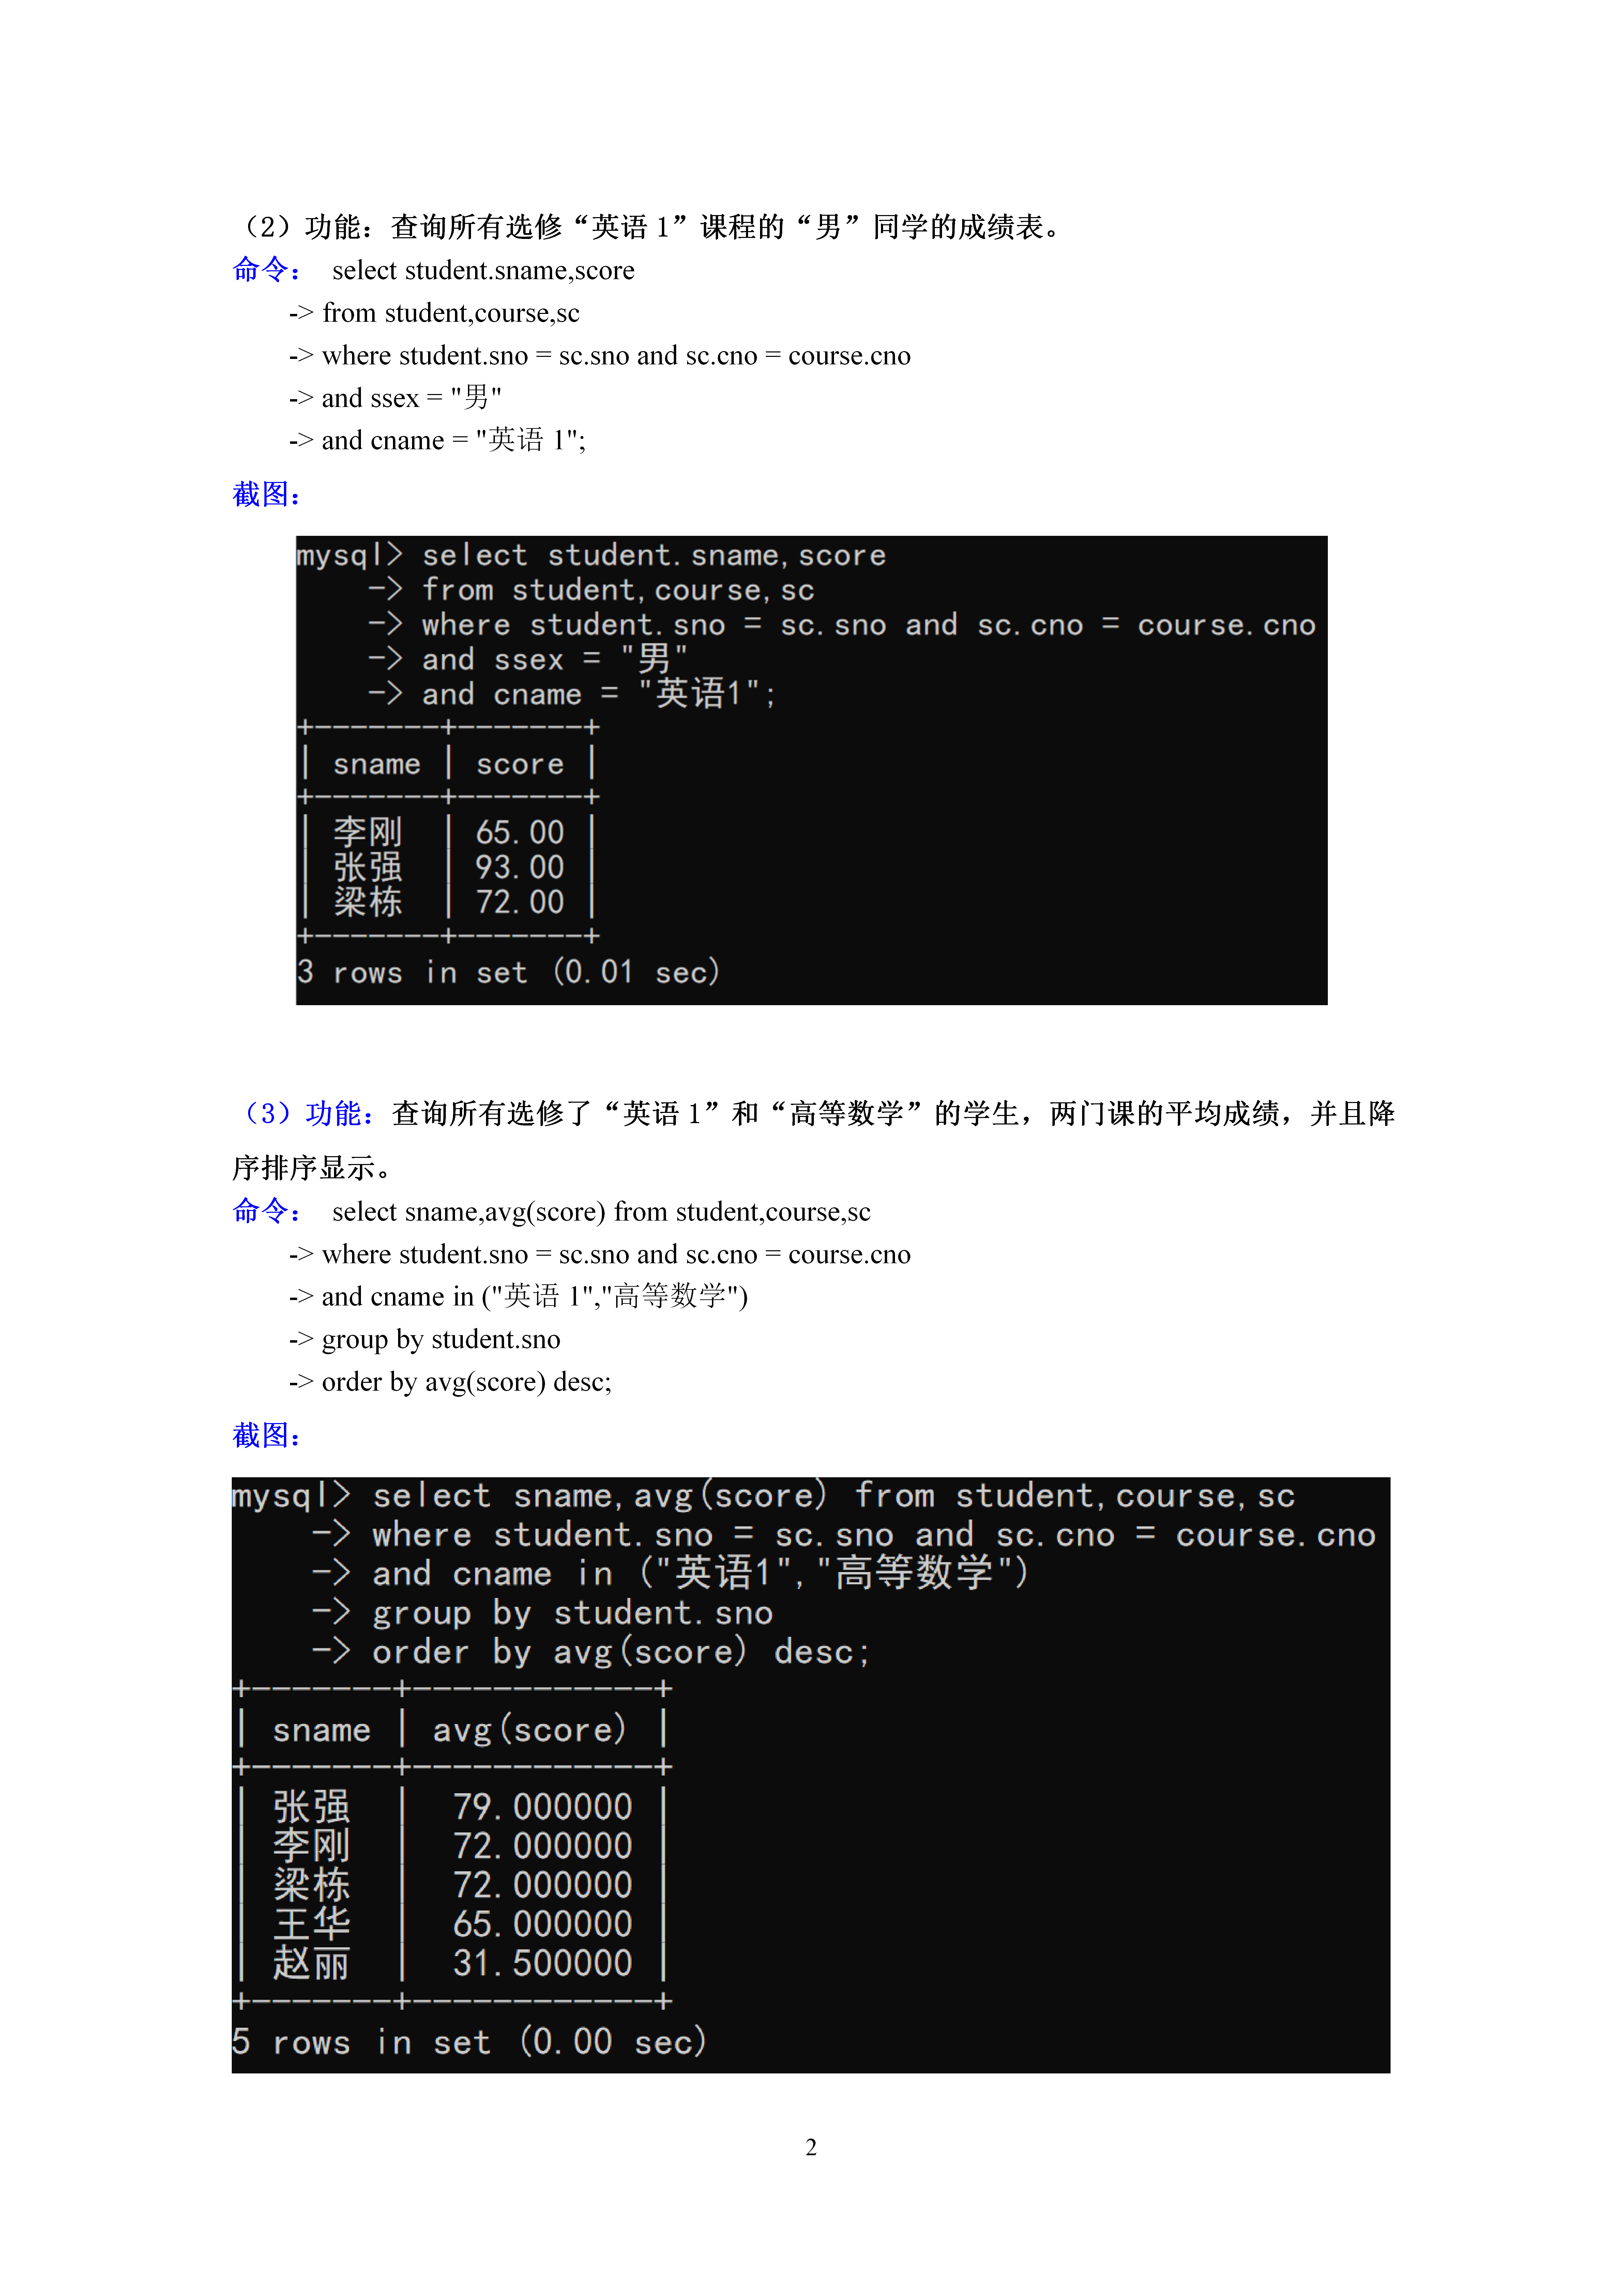 （2）功能：查询所有选修“英语 1”课程的“男”同学的成绩表。
命令： select student.sname,score
-> from student,course,sc
-> where student.sno = sc.sno and sc.cno = course.cno
-> and ssex = "男"
-> and cname = "英语 1";
截图：
mysql> select student.sname,score
    -> from student,course,sc
    -> where student.sno = sc.sno and sc.cno = course.cno
    -> and ssex = "男"
    -> and cname = "英语1";
+-------+-------+
| sname | score |
+-------+-------+
| 李刚  | 65.00 |
| 张强  | 93.00 |
| 梁栋  | 72.00 |
+-------+-------+
3 rows in set (0.01 sec)
（3）功能：查询所有选修了“英语 1”和“高等数学”的学生，两门课的平均成绩，并且降
序排序显示。
命令： select sname,avg(score) from student,course,sc
-> where student.sno = sc.sno and sc.cno = course.cno
-> and cname in ("英语 1","高等数学")
-> group by student.sno
-> order by avg(score) desc;
截图：
mysql> select sname,avg(score) from student,course,sc
    -> where student.sno = sc.sno and sc.cno = course.cno
    -> and cname in ("英语1","高等数学")
    -> group by student.sno
    -> order by avg(score) desc;
+-------+------------+
| sname | avg(score) |
+-------+------------+
| 张强  |  79.000000 |
| 李刚  |  72.000000 |
| 梁栋  |  72.000000 |
| 王华  |  65.000000 |
| 赵丽  |  31.500000 |
+-------+------------+
5 rows in set (0.00 sec)
2